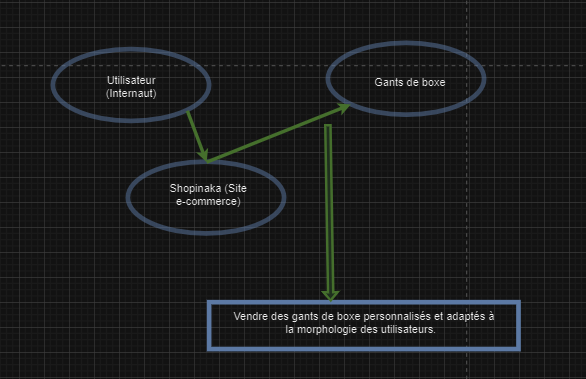 Utilisateur
(Internaut)
Gants de boxe
Shopinaka (Site
e-commerce)
Vendre des gants de boxe personnalisés et adaptés à
la morphologie des utilisateurs.